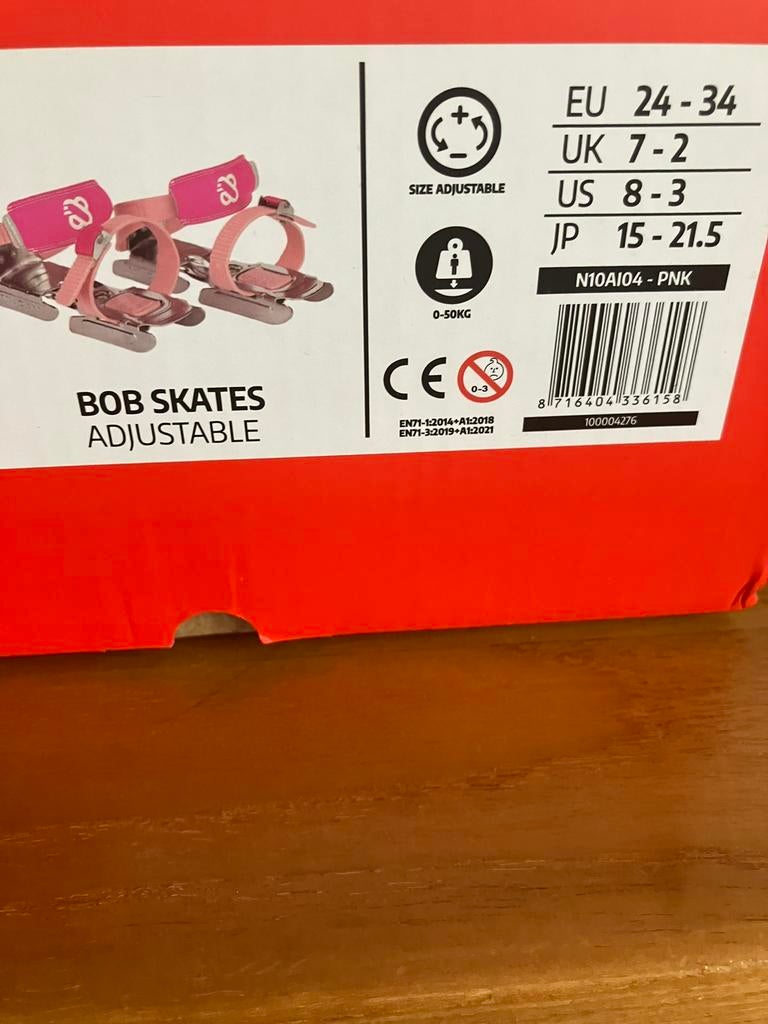 BOB SKATES
ADJUSTABLE
SIZE ADJUSTABLE
0-50KG
CE
0-3
EN71-1:2014+A1:2018
EN71-3:2019+A1:2021
EU 24 - 34
UK 7 - 2
US 8 - 3
JP 15 - 21.5
N10AI04 - PNK
8 716404 336158
100004276